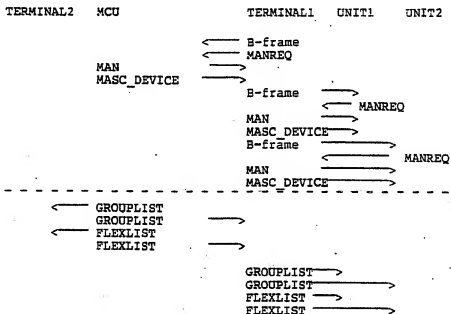 TERMINAL2 MCU TERMINAL1 UNIT1 UNIT2
B-frame
MANREQ
MAN
MASC_DEVICE
B-frame
MANREQ
MAN
MASC_DEVICE
B-frame
MANREQ
MAN
MASC_DEVICE
GROUPLIST
GROUPLIST
FLEXLIST
FLEXLIST
GROUPLIST
GROUPLIST
FLEXLIST
FLEXLIST